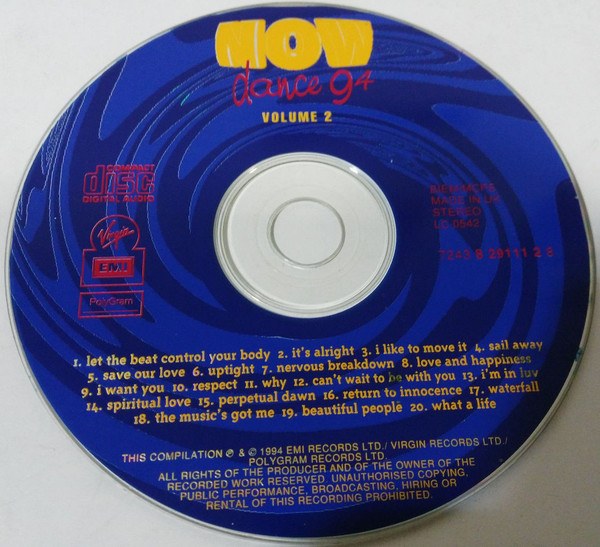 NOW
dance 94
VOLUME 2
COMPACT
disc
DIGITAL AUDIO
Virgin
EMI
PolyGram
BIEM/MCPS
MADE IN UK
STEREO
7243 8 29111 2 8
1. let the beat control your body 2. it's alright 3. i like to move it 4. sail away
5. save our love 6. uptight 7. nervous breakdown 8. love and happiness
9. i want you 10. respect 11. why 12. can't wait to be with you 13. i'm in luv
14. spiritual love 15. perpetual dawn 16. return to innocence 17. waterfall
18. the music's got me 19. beautiful people 20. what a life
THIS COMPILATION ℗ & © 1994 EMI RECORDS LTD./ VIRGIN RECORDS LTD./
POLYGRAM RECORDS LTD.
ALL RIGHTS OF THE PRODUCER AND OF THE OWNER OF THE
RECORDED WORK RESERVED. UNAUTHORISED COPYING,
PUBLIC PERFORMANCE, BROADCASTING, HIRING OR
RENTAL OF THIS RECORDING PROHIBITED.